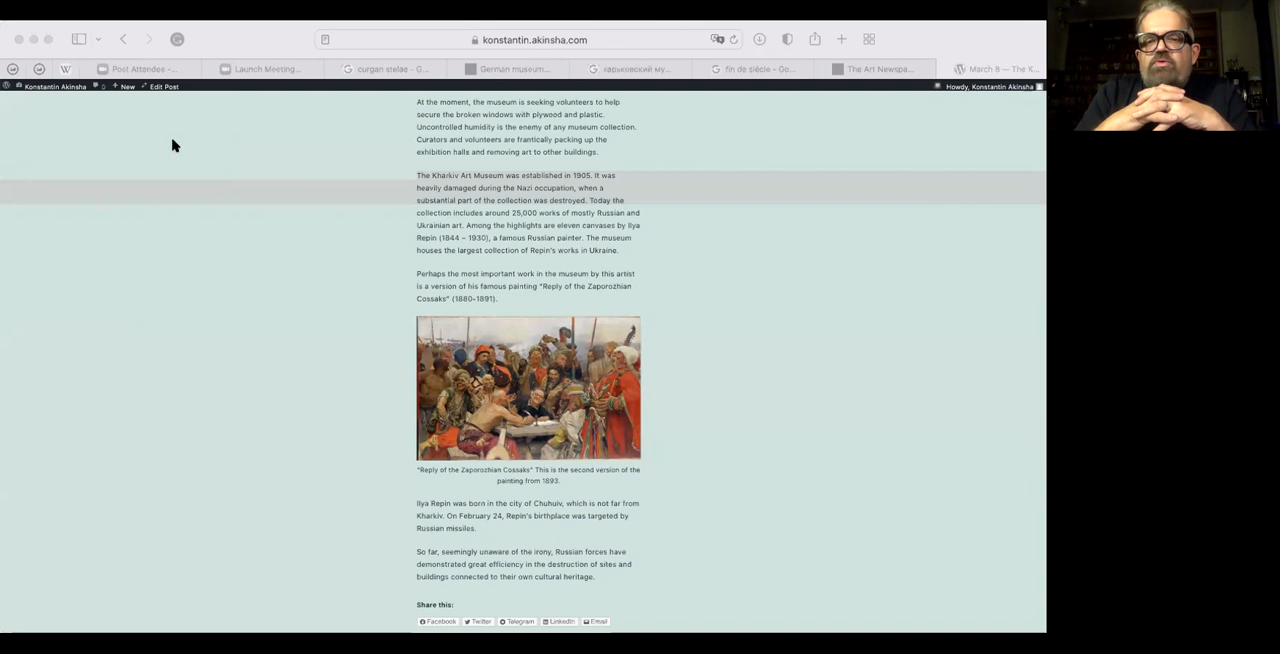 konstantin.akinsha.com
Post Attendee -...
Launch Meeting...
curgan stelae - G...
German museum...
харьковский му...
fin de siècle - Go...
The Art Newspa...
March 8 — The K...
Konstantin Akinsha
0
New
Edit Post
Howdy, Konstantin Akinsha
At the moment, the museum is seeking volunteers to help
secure the broken windows with plywood and plastic.
Uncontrolled humidity is the enemy of any museum collection.
Curators and volunteers are frantically packing up the
exhibition halls and removing art to other buildings.
The Kharkiv Art Museum was established in 1905. It was
heavily damaged during the Nazi occupation, when a
substantial part of the collection was destroyed. Today the
collection includes around 25,000 works of mostly Russian and
Ukrainian art. Among the highlights are eleven canvases by Ilya
Repin (1844 – 1930), a famous Russian painter. The museum
houses the largest collection of Repin's works in Ukraine.
Perhaps the most important work in the museum by this artist
is a version of his famous painting "Reply of the Zaporozhian
Cossaks" (1880-1891).
"Reply of the Zaporozhian Cossaks" This is the second version of the
painting from 1893.
Ilya Repin was born in the city of Chuhuiv, which is not far from
Kharkiv. On February 24, Repin's birthplace was targeted by
Russian missiles.
So far, seemingly unaware of the irony, Russian forces have
demonstrated great efficiency in the destruction of sites and
buildings connected to their own cultural heritage.
Share this:
Facebook
Twitter
Telegram
LinkedIn
Email